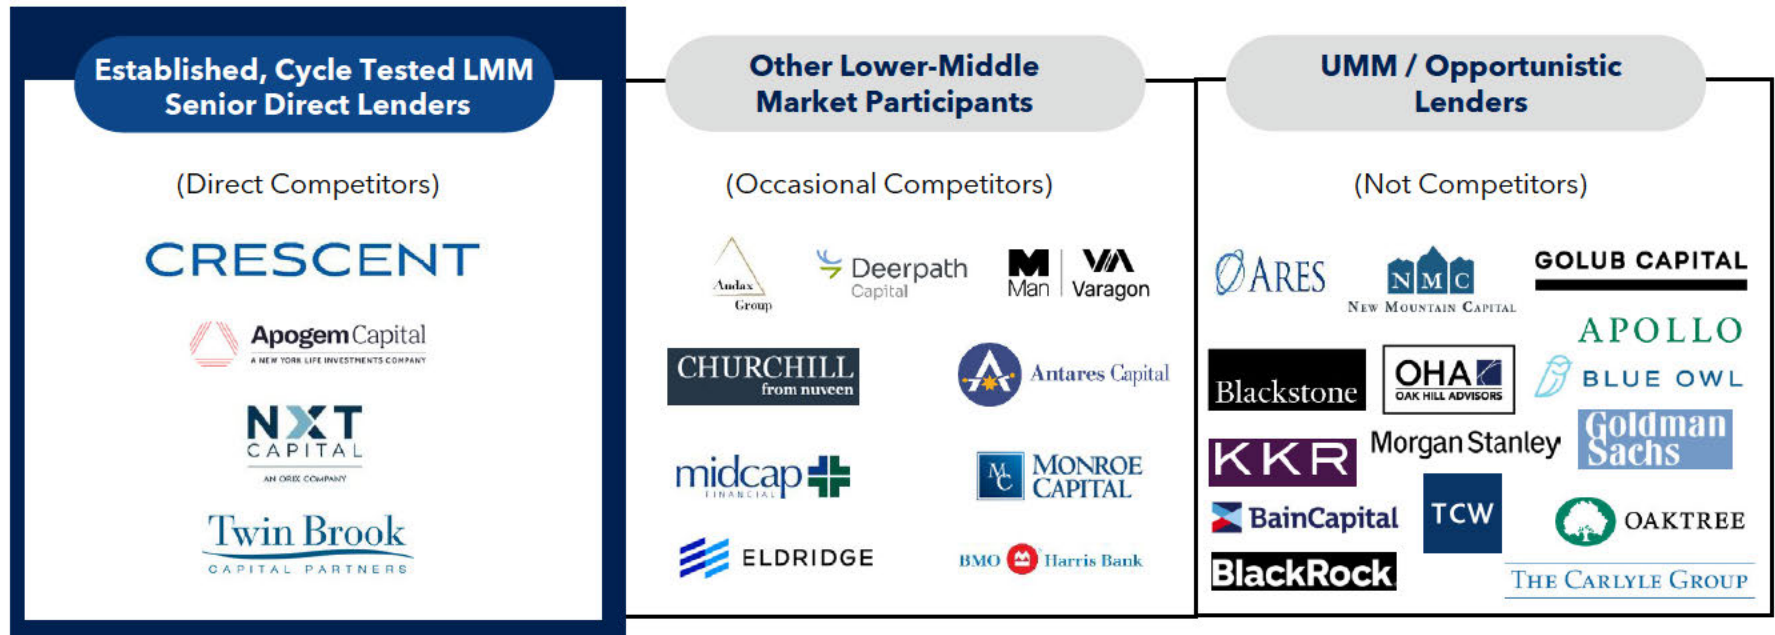 Established, Cycle Tested LMM
Senior Direct Lenders
(Direct Competitors)
CRESCENT
Apogem Capital
A NEW YORK LIFE INVESTMENTS COMPANY
NXT
CAPITAL
AN ORIX COMPANY
Twin Brook
CAPITAL PARTNERS
Other Lower-Middle
Market Participants
(Occasional Competitors)
Audax
Group
Deerpath
Capital
M
Man
VA
Varagon
CHURCHILL
from nuveen
A
Antares Capital
midcap
FINANCIAL
MC
MONROE
CAPITAL
ELDRIDGE
BMO Harris Bank
UMM / Opportunistic
Lenders
(Not Competitors)
ARES
NMC
NEW MOUNTAIN CAPITAL
GOLUB CAPITAL
APOLLO
Blackstone
OHA
OAK HILL ADVISORS
BLUE OWL
KKR
Morgan Stanley
Goldman
Sachs
BainCapital
TCW
OAKTREE
BlackRock
THE CARLYLE GROUP